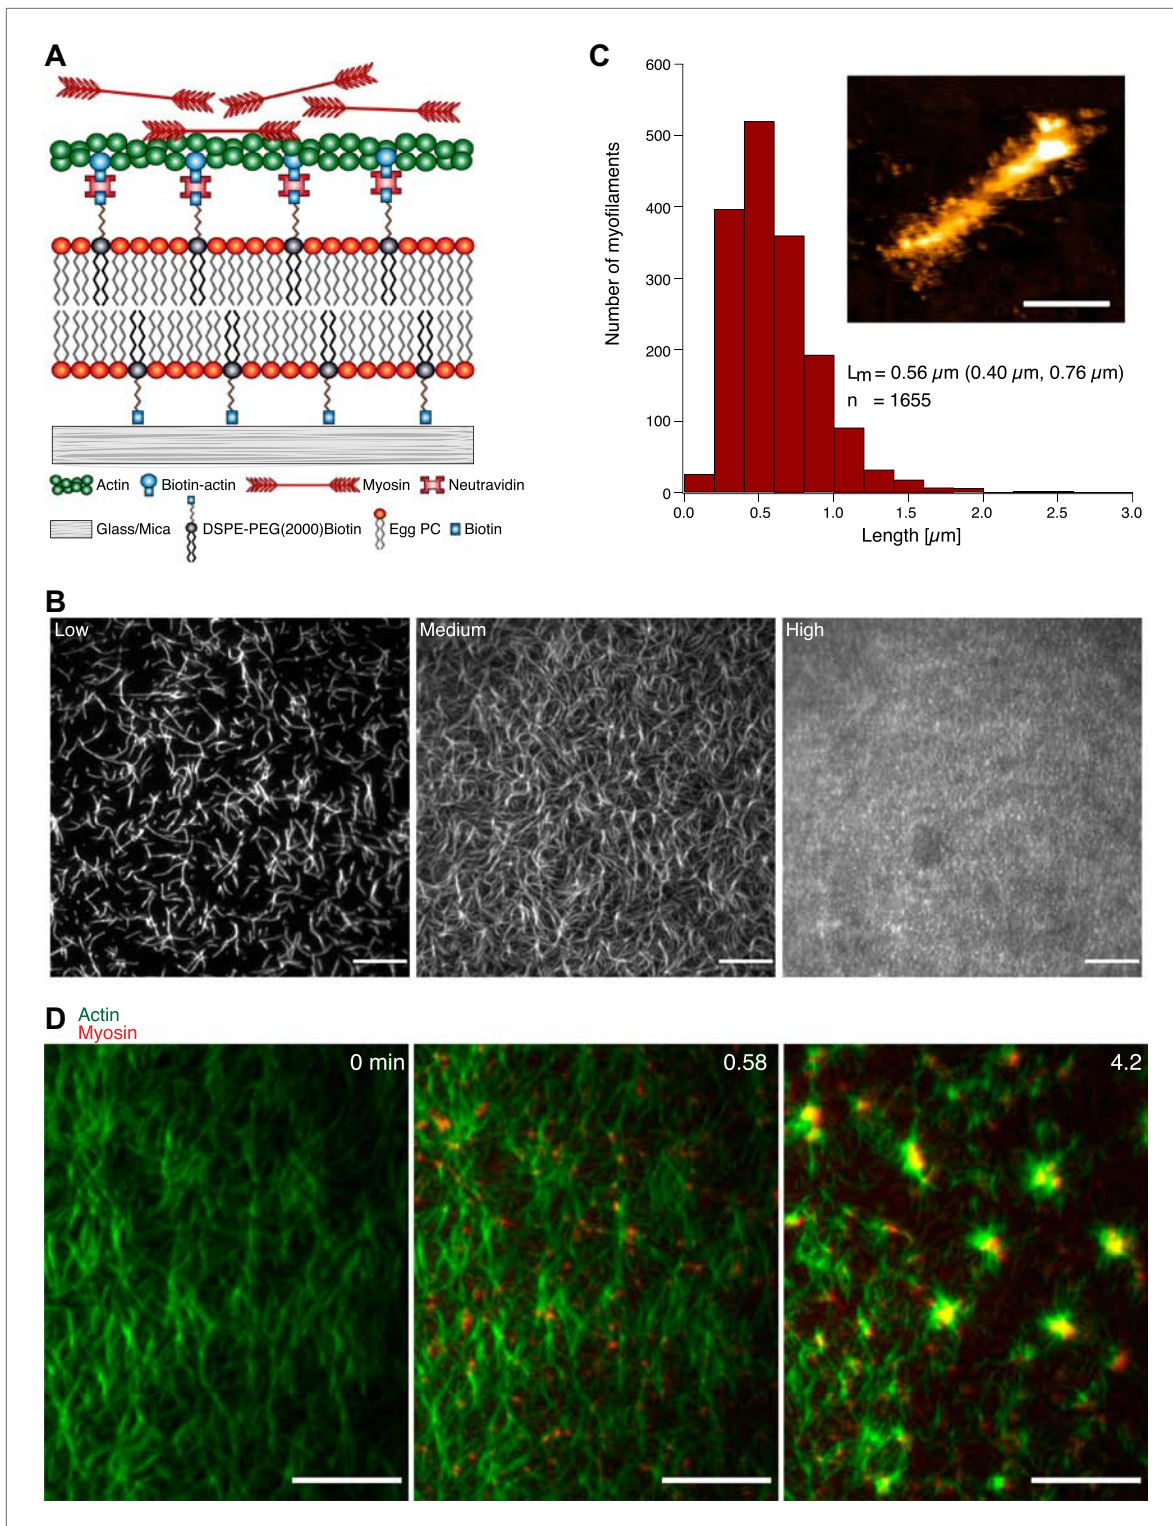 A
Actin
Biotin-actin
Myosin
Neutravidin
Glass/Mica
DSPE-PEG(2000)Biotin
Egg PC
Biotin
C
600
500
400
300
200
100
0
Number of myofilaments
Lm = 0.56 µm (0.40 µm, 0.76 µm)
n = 1655
0.0 0.5 1.0 1.5 2.0 2.5 3.0
Length [µm]
B
Low
Medium
High
D
Actin
Myosin
0 min
0.58
4.2